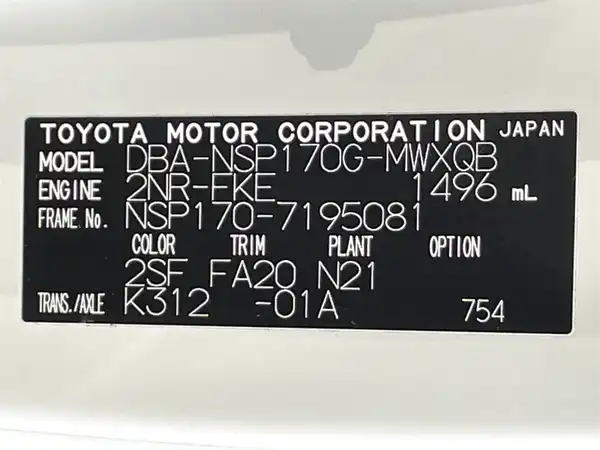 TOYOTA MOTOR CORPORATION JAPAN
MODEL DBA-NSP170G-MWXQB
ENGINE 2NR-FKE 1496 mL
FRAME No. NSP170-7195081
COLOR TRIM PLANT OPTION
2SF FA20 N21
TRANS./AXLE K312 -01A 754